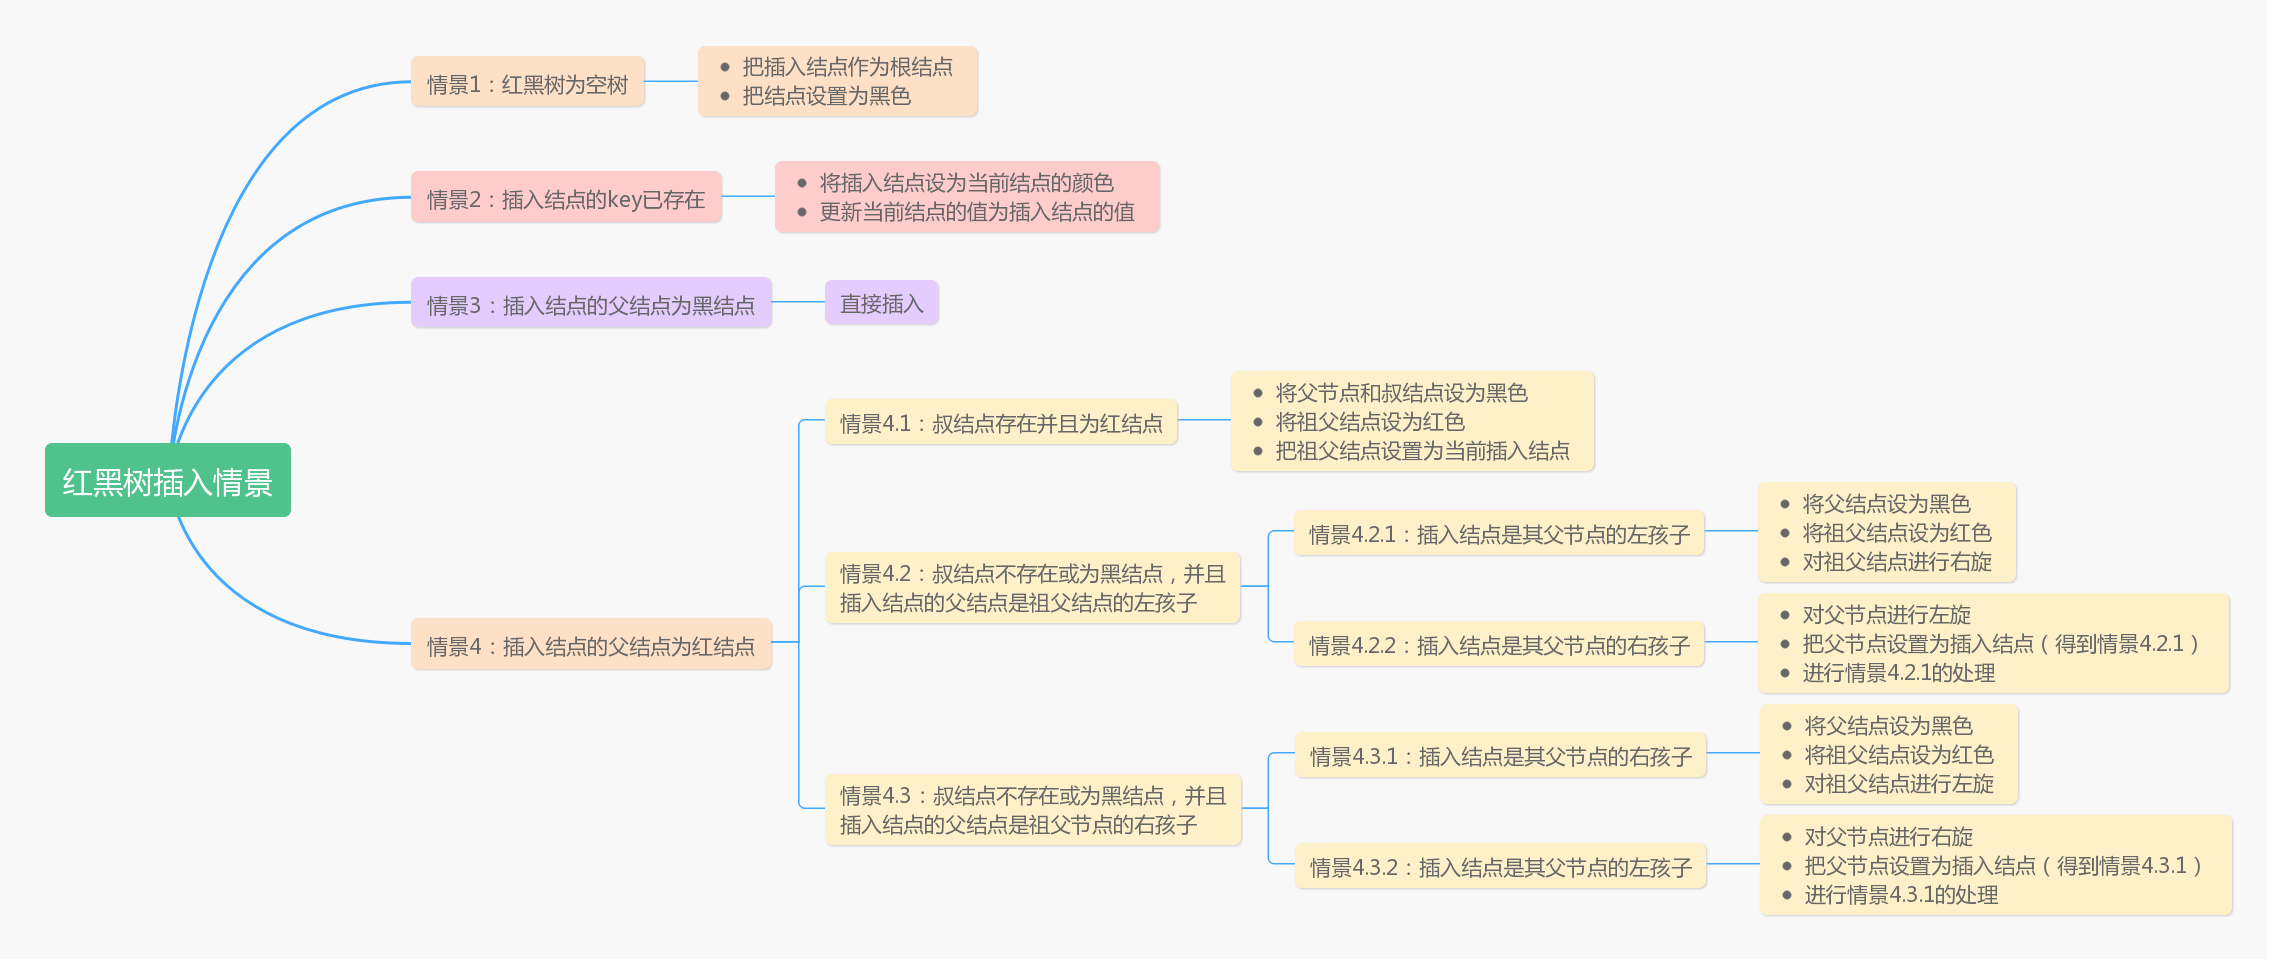 红黑树插入情景
情景1：红黑树为空树
把插入结点作为根结点
把结点设置为黑色
情景2：插入结点的key已存在
将插入结点设为当前结点的颜色
更新当前结点的值为插入结点的值
情景3：插入结点的父结点为黑结点
直接插入
情景4：插入结点的父结点为红结点
情景4.1：叔结点存在并且为红结点
将父节点和叔结点设为黑色
将祖父结点设为红色
把祖父结点设置为当前插入结点
情景4.2：叔结点不存在或为黑结点，并且
插入结点的父结点是祖父结点的左孩子
情景4.2.1：插入结点是其父节点的左孩子
将父结点设为黑色
将祖父结点设为红色
对祖父结点进行右旋
情景4.2.2：插入结点是其父节点的右孩子
对父节点进行左旋
把父节点设置为插入结点（得到情景4.2.1）
进行情景4.2.1的处理
情景4.3：叔结点不存在或为黑结点，并且
插入结点的父结点是祖父节点的右孩子
情景4.3.1：插入结点是其父节点的右孩子
将父结点设为黑色
将祖父结点设为红色
对祖父结点进行左旋
情景4.3.2：插入结点是其父节点的左孩子
对父节点进行右旋
把父节点设置为插入结点（得到情景4.3.1）
进行情景4.3.1的处理